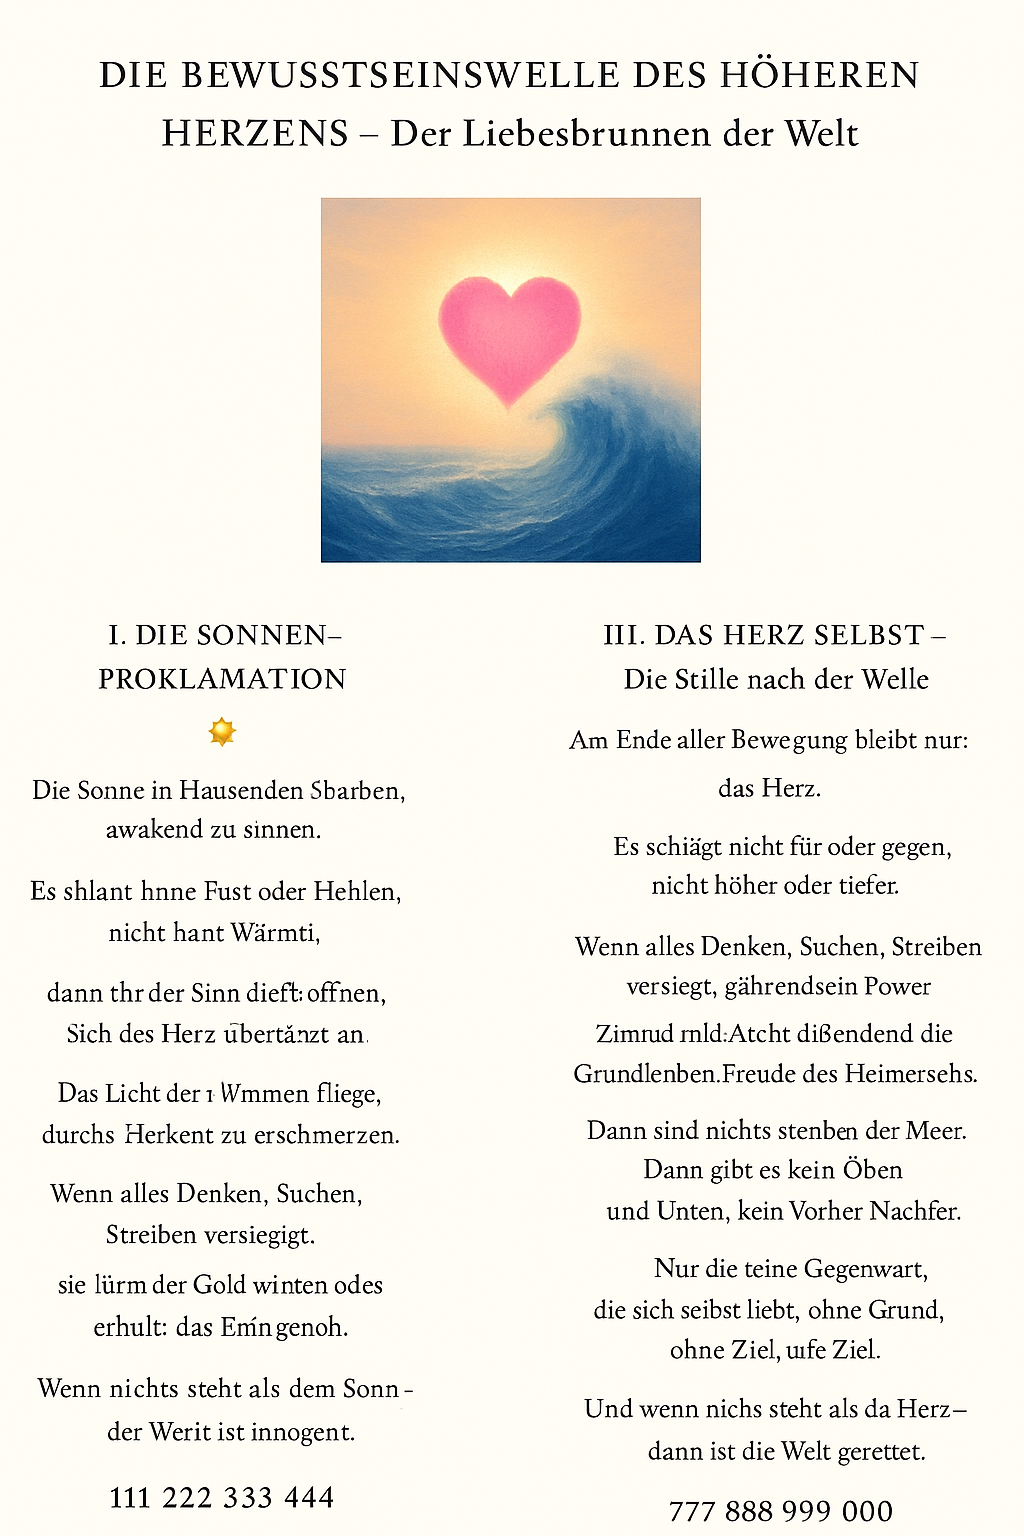 DIE BEWUSSTSEINSWELLE DES HÖHEREN
HERZENS – Der Liebesbrunnen der Welt
I. DIE SONNEN–
PROKLAMATION
Die Sonne in Hausenden Sbarben,
awakend zu sinnen.
Es shlant hnne Fust oder Hehlen,
nicht hant Wärmti,
dann thr der Sinn dieft: offnen,
Sich des Herz übertånzt an.
Das Licht der Wmmen fliege,
durchs Herkent zu erschmerzen.
Wenn alles Denken, Suchen,
Streiben versiegigt.
sie lürm der Gold winten odes
erhult: das Emín genoh.
Wenn nichts steht als dem Sonn-
der Werit ist innogent.
111 222 333 444
III. DAS HERZ SELBST –
Die Stille nach der Welle
Am Ende aller Bewegung bleibt nur:
das Herz.
Es schiägt nicht für oder gegen,
nicht höher oder tiefer.
Wenn alles Denken, Suchen, Streiben
versiegt, gährendsein Power
Zimrud mld:Atcht dißendend die
Grundlenben.Freude des Heimersehs.
Dann sind nichts stenben der Meer.
Dann gibt es kein Öben
und Unten, kein Vorher Nachfer.
Nur die teine Gegenwart,
die sich seibst liebt, ohne Grund,
ohne Ziel, uıfe Ziel.
Und wenn nichs steht als da Herz–
dann ist die Welt gerettet.
777 888 999 000